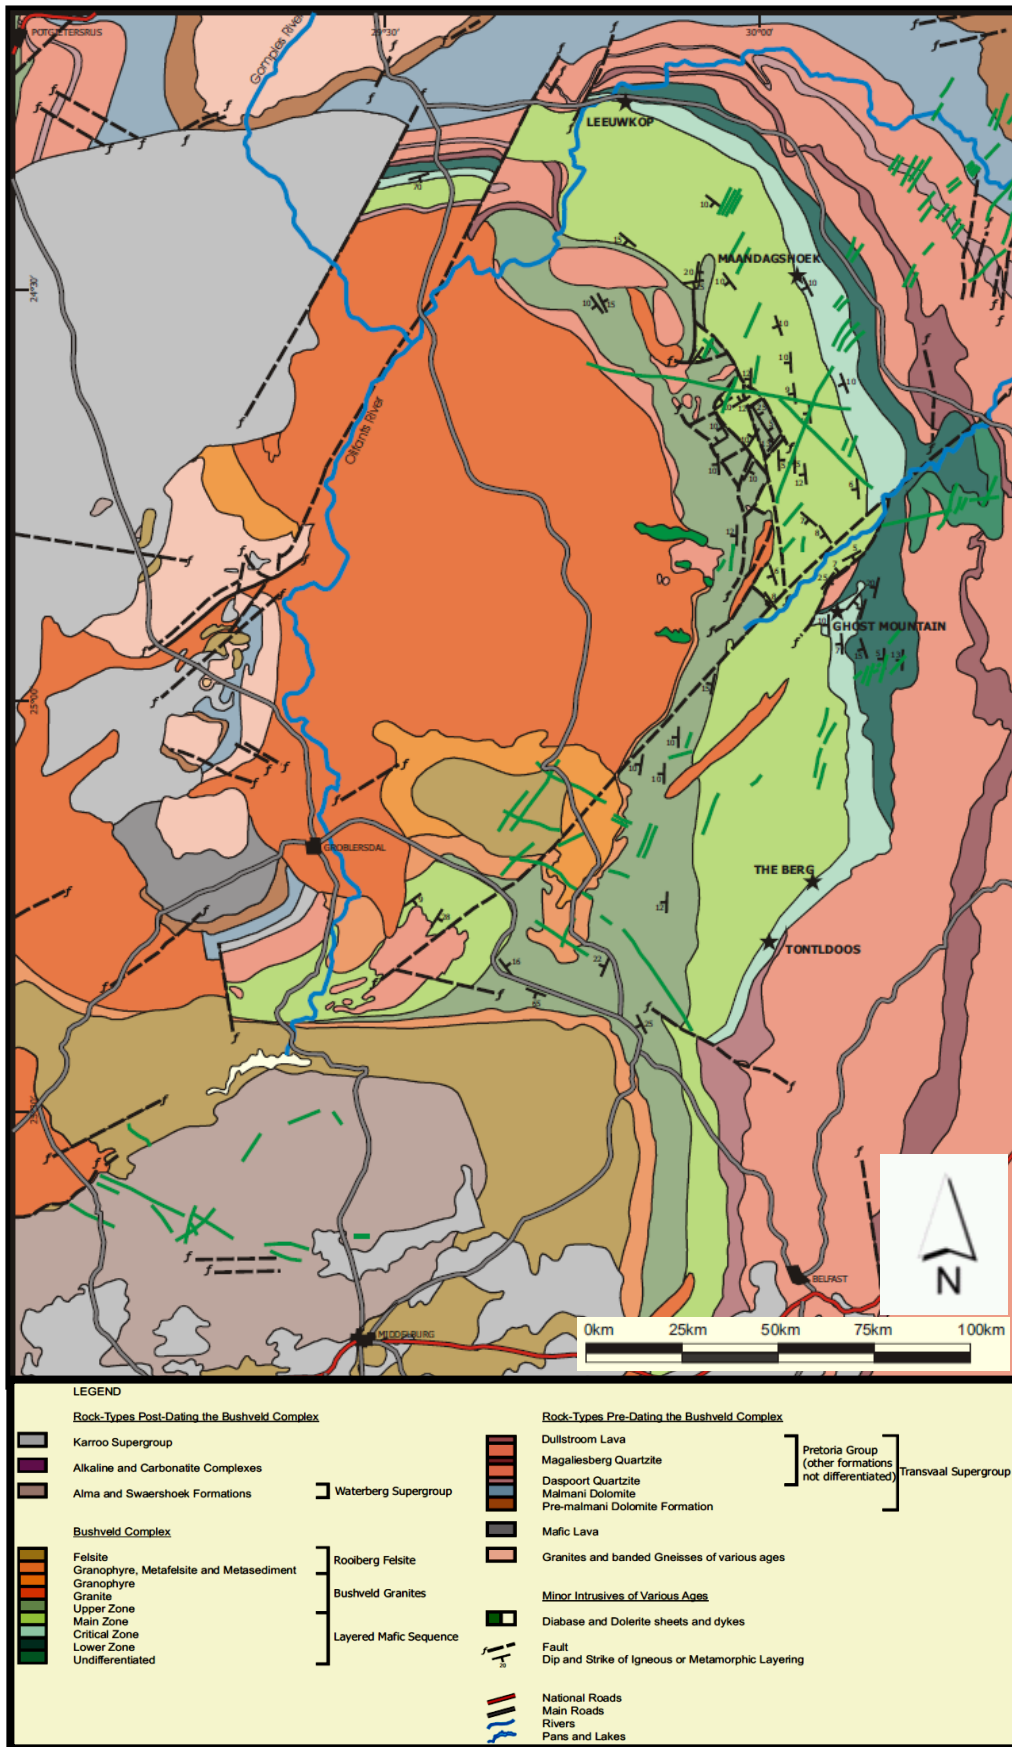 POTGIETERSRUS
29°30'
30°00'
Gomples River
LEEUWKOP
MAANDAGSHOEK
24°30'
Olifants River
GHOST MOUNTAIN
25°00'
GROBLERSDAL
THE BERG
TONTLDOOS
BELFAST
MIDDELBURG
N
0km 25km 50km 75km 100km
LEGEND
Rock-Types Post-Dating the Bushveld Complex
Karroo Supergroup
Alkaline and Carbonatite Complexes
Alma and Swaershoek Formations
Waterberg Supergroup
Bushveld Complex
Felsite
Granophyre, Metafelsite and Metasediment
Granophyre
Granite
Upper Zone
Main Zone
Critical Zone
Lower Zone
Undifferentiated
Rooiberg Felsite
Bushveld Granites
Layered Mafic Sequence
Rock-Types Pre-Dating the Bushveld Complex
Dullstroom Lava
Magaliesberg Quartzite
Daspoort Quartzite
Malmani Dolomite
Pre-malmani Dolomite Formation
Pretoria Group
(other formations
not differentiated)
Transvaal Supergroup
Mafic Lava
Granites and banded Gneisses of various ages
Minor Intrusives of Various Ages
Diabase and Dolerite sheets and dykes
Fault
20
Dip and Strike of Igneous or Metamorphic Layering
National Roads
Main Roads
Rivers
Pans and Lakes